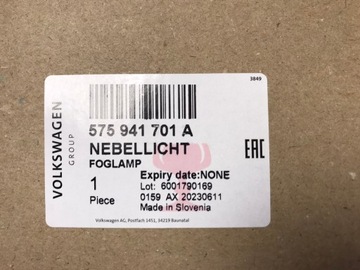 3849
VOLKSWAGEN
GROUP
575 941 701 A
NEBELLICHT
FOGLAMP
EAC
1
Piece
Expiry date:NONE
Lot: 6001790169
0159 AX 20230611
Made in Slovenia
Volkswagen AG, Postfach 1451, 34219 Baunatal